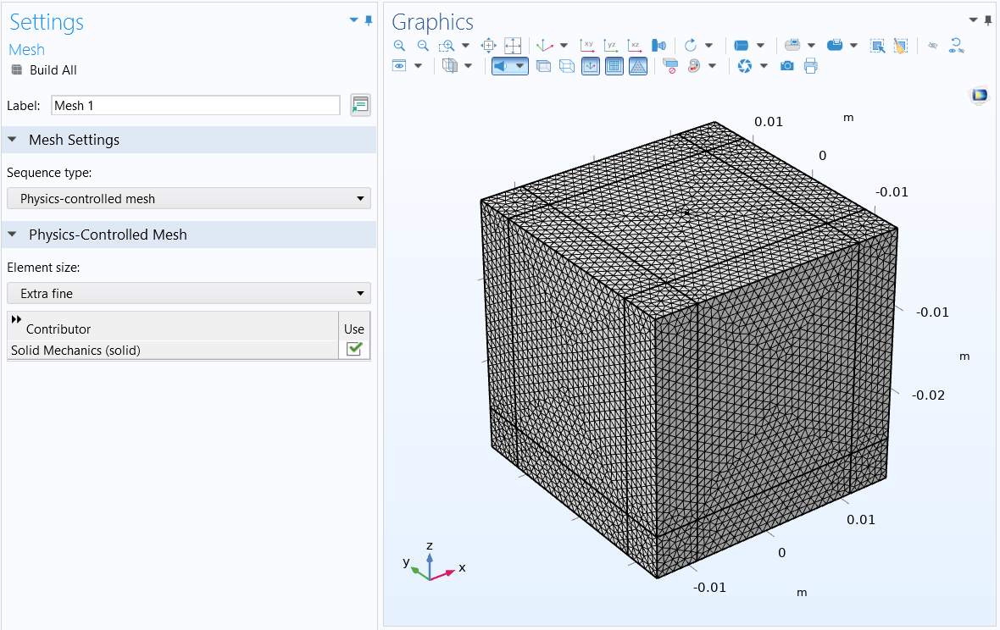 Settings
Mesh
Build All
Label: Mesh 1
Mesh Settings
Sequence type:
Physics-controlled mesh
Physics-Controlled Mesh
Element size:
Extra fine
Contributor Use
Solid Mechanics (solid)
Graphics
xy yz xz
0.01 m
0
-0.01
-0.01
m
-0.02
0.01
0
-0.01
m
z
y
x